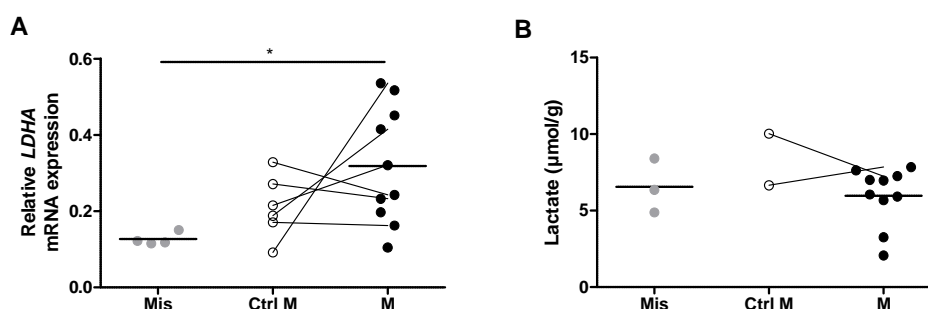 A
Relative LDHA
mRNA expression
0.6
0.4
0.2
0.0
*
Mis
Ctrl M
M
B
Lactate (µmol/g)
15
10
5
0
Mis
Ctrl M
M